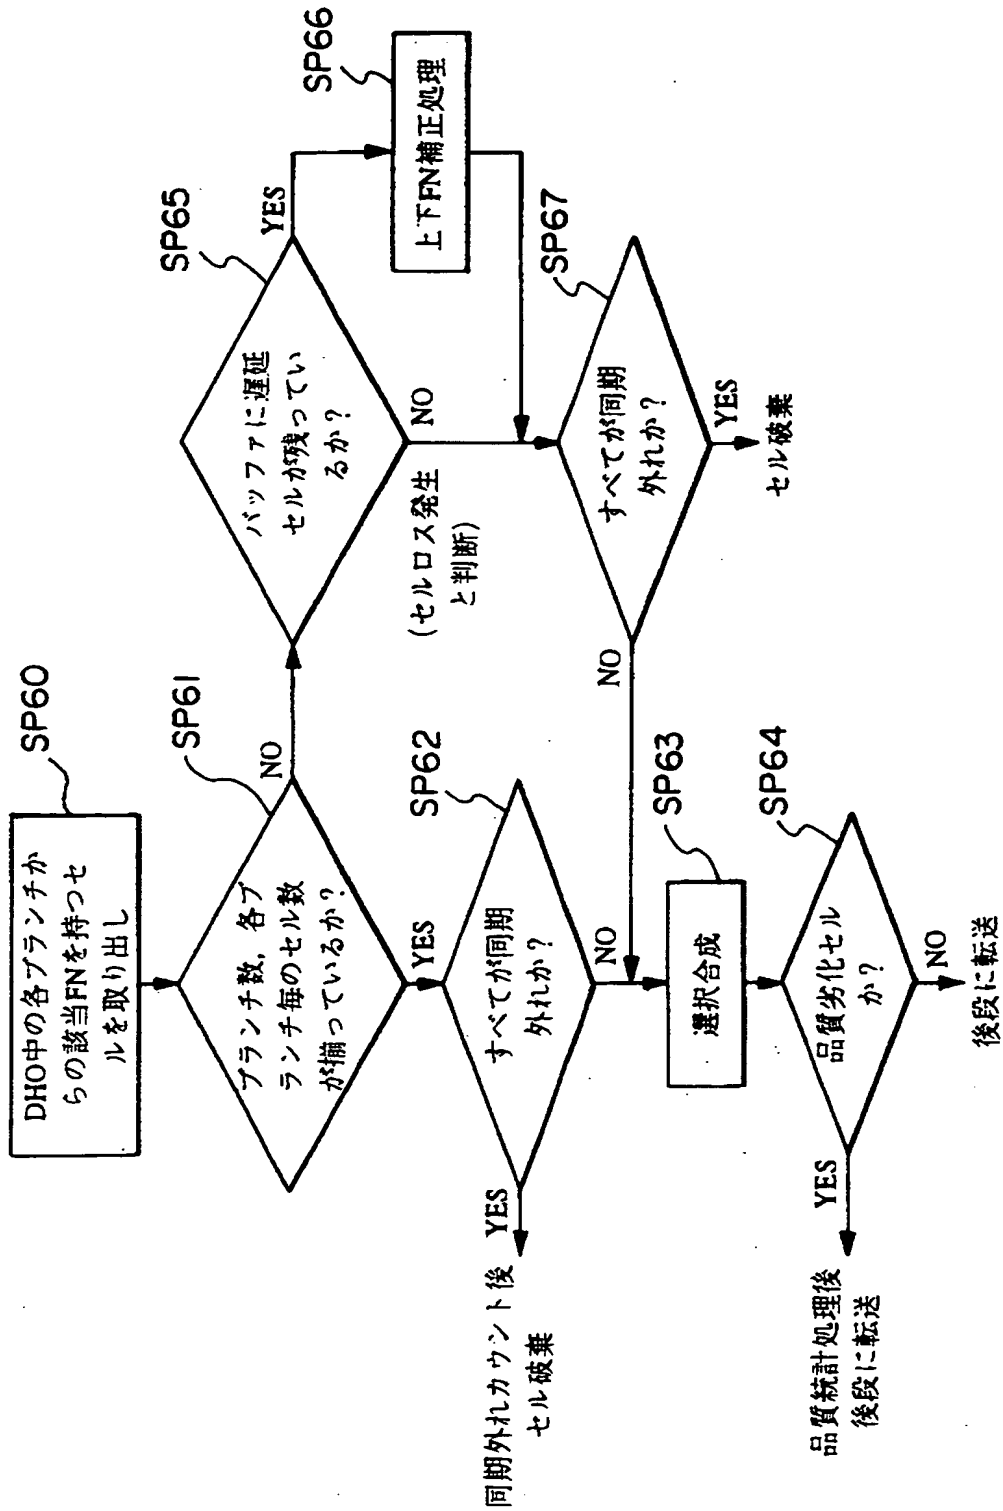 SP60
DHO中の各ブランチか
らの該当FNを持つセ
ルを取り出し
SP61
ブランチ数，各ブ
ランチ毎のセル数
が揃っているか？
NO
YES
SP62
すべてが同期
外れか？
YES
同期外れカウント後
セル破棄
NO
SP63
選択合成
SP64
品質劣化セル
か？
YES
品質統計処理後
後段に転送
NO
後段に転送
SP65
バッファに遅延
セルが残ってい
るか？
YES
NO
(セルロス発生
と判断)
SP66
上下FN補正処理
SP67
すべてが同期
外れか？
NO
YES
セル破棄